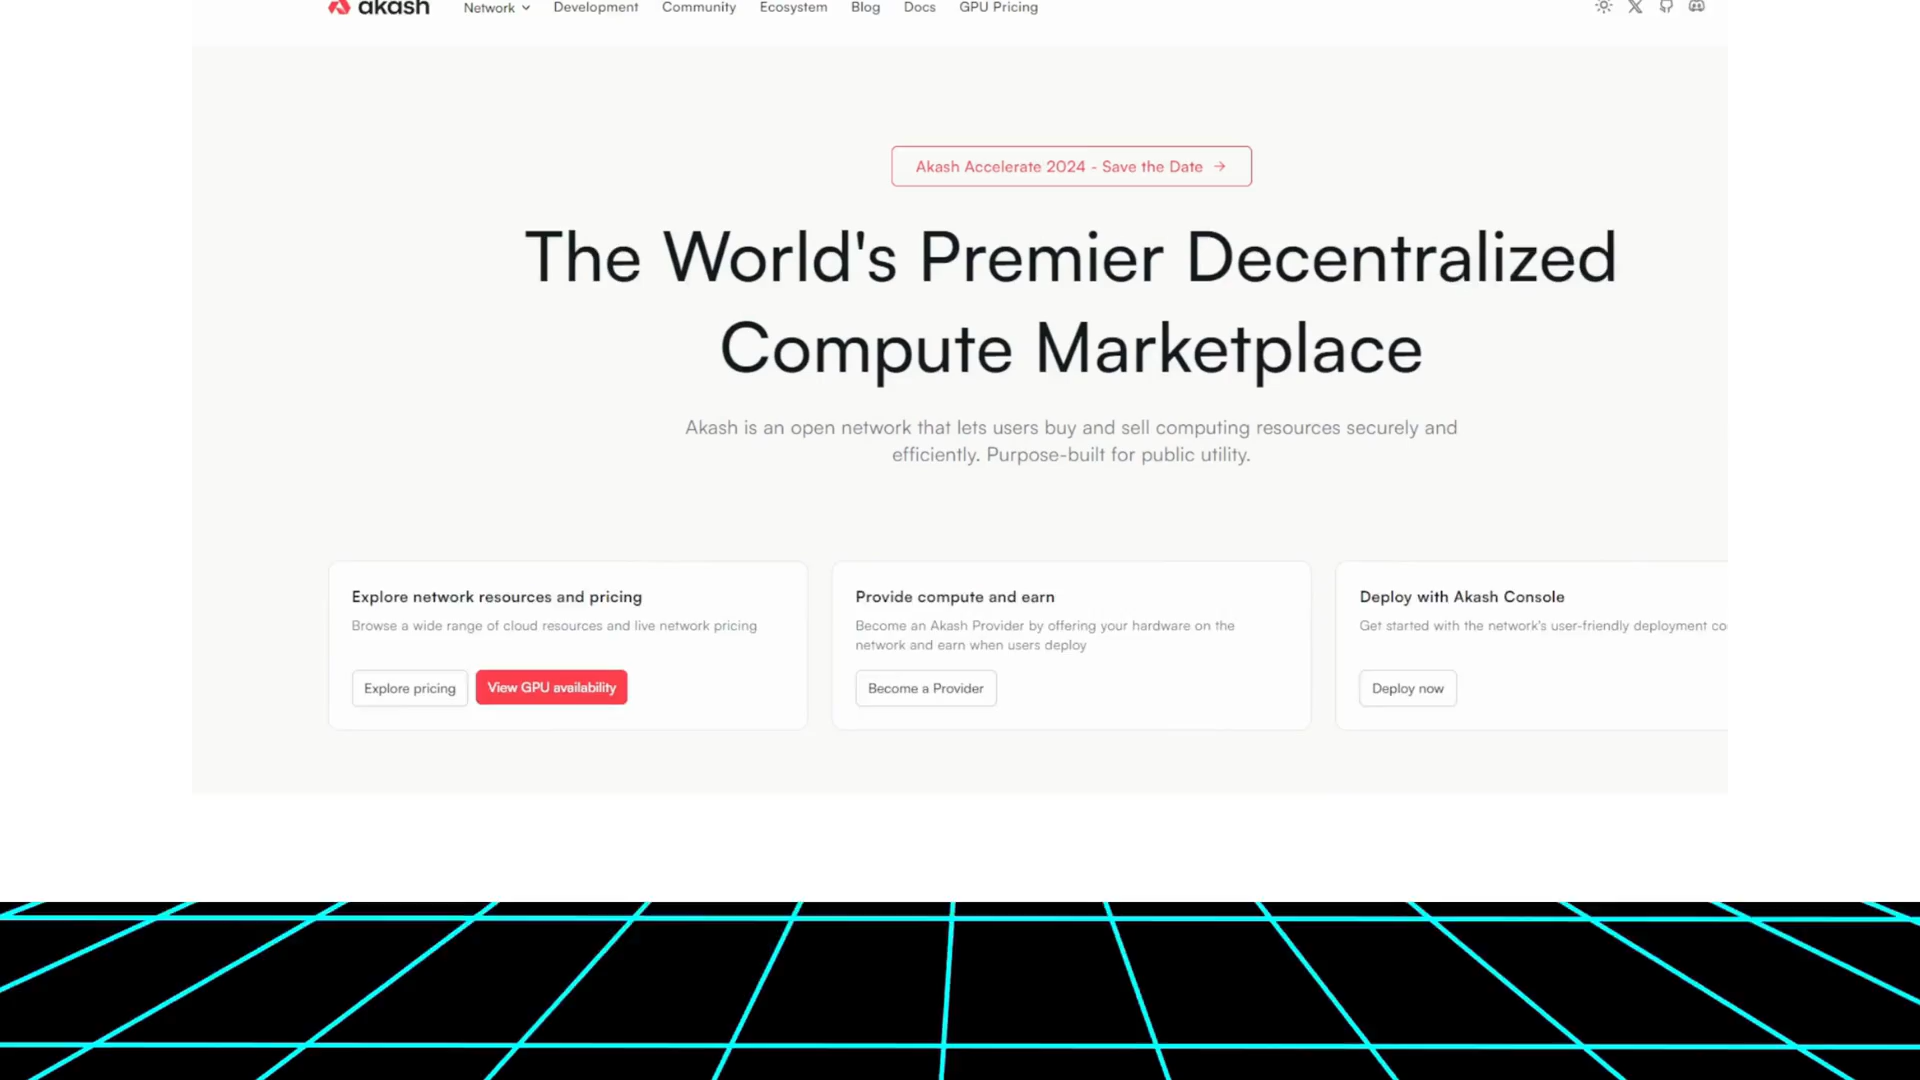 akash Network Development Community Ecosystem Blog Docs GPU Pricing
Akash Accelerate 2024 - Save the Date →
The World's Premier Decentralized
Compute Marketplace
Akash is an open network that lets users buy and sell computing resources securely and
efficiently. Purpose-built for public utility.
Explore network resources and pricing
Browse a wide range of cloud resources and live network pricing
Explore pricing View GPU availability
Provide compute and earn
Become an Akash Provider by offering your hardware on the
network and earn when users deploy
Become a Provider
Deploy with Akash Console
Get started with the network's user-friendly deployment co
Deploy now